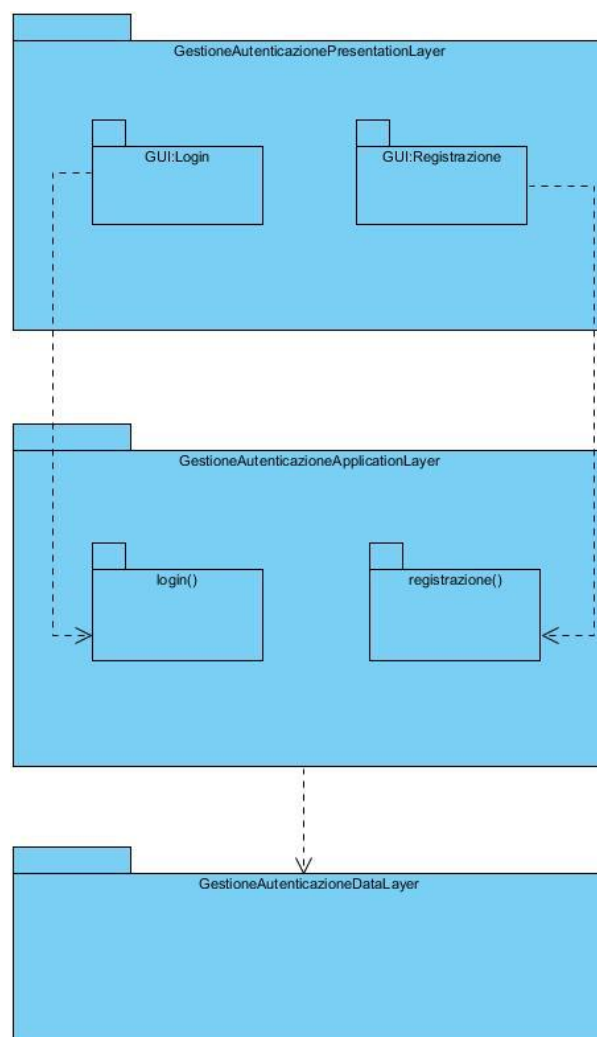 GestioneAutenticazionePresentationLayer
GUI:Login
GUI:Registrazione
GestioneAutenticazioneApplicationLayer
login()
registrazione()
GestioneAutenticazioneDataLayer